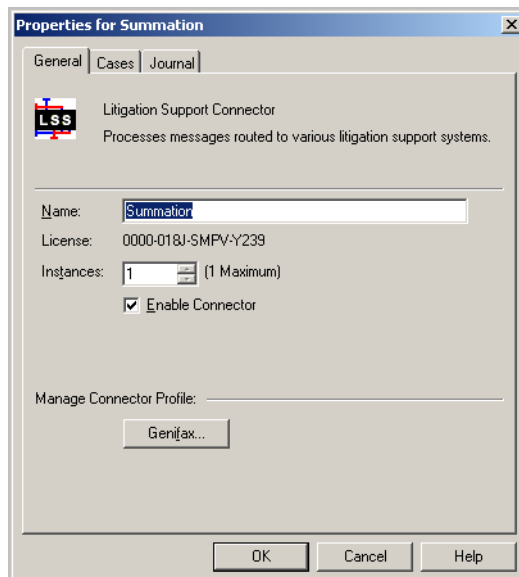 Properties for Summation
General Cases Journal
LSS
Litigation Support Connector
Processes messages routed to various litigation support systems.
Name: Summation
License: 0000-018J-SMPV-Y239
Instances: 1 (1 Maximum)
Enable Connector
Manage Connector Profile:
Genifax...
OK Cancel Help